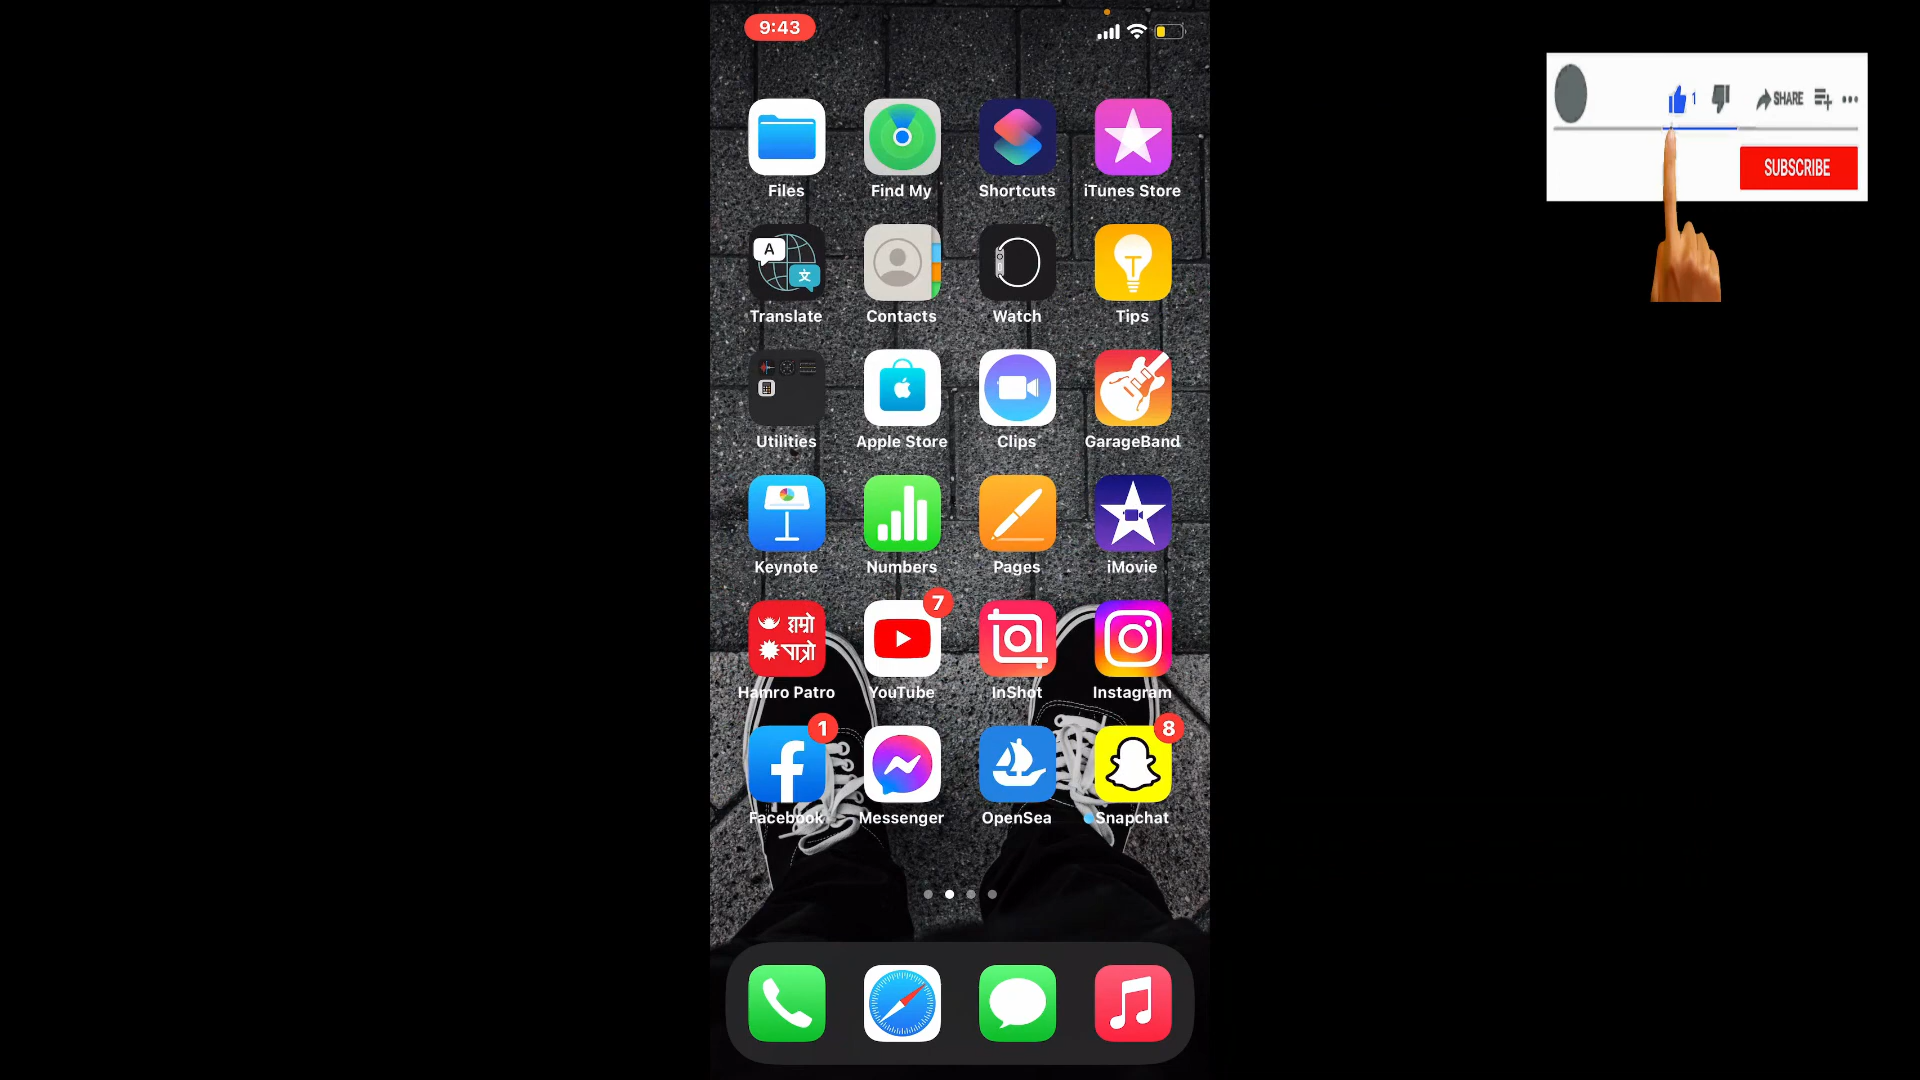 9:43
1 SHARE
SUBSCRIBE
Files Find My Shortcuts iTunes Store
A 文
Translate Contacts Watch Tips
Utilities Apple Store Clips GarageBand
Keynote Numbers Pages iMovie
हाम्रो
पात्रो
7
Hamro Patro YouTube InShot Instagram
1 8
Facebook Messenger OpenSea Snapchat